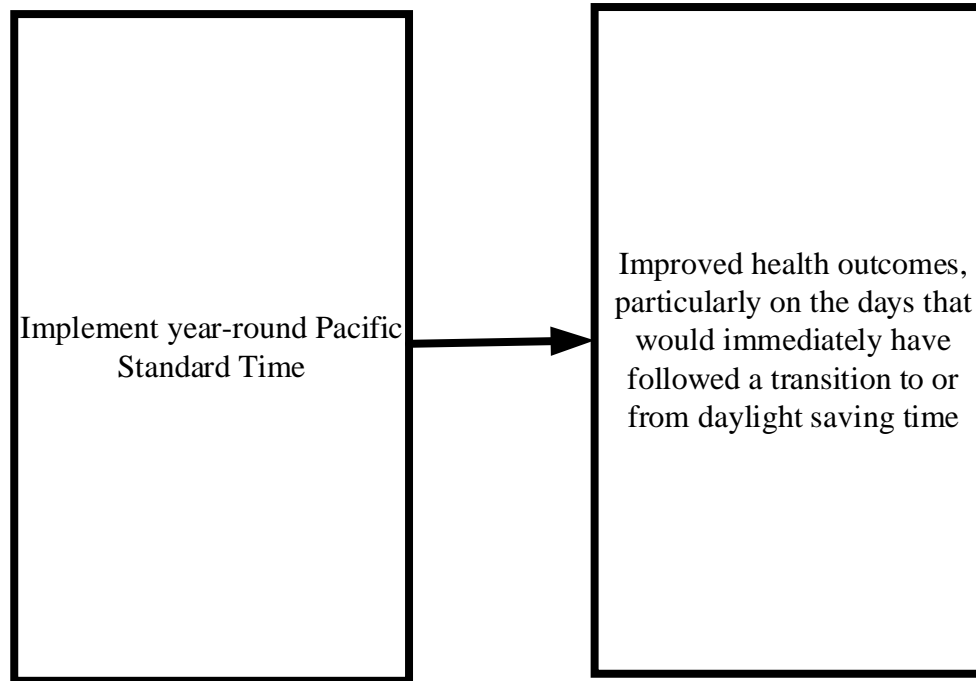 Implement year-round Pacific
Standard Time
Improved health outcomes,
particularly on the days that
would immediately have
followed a transition to or
from daylight saving time